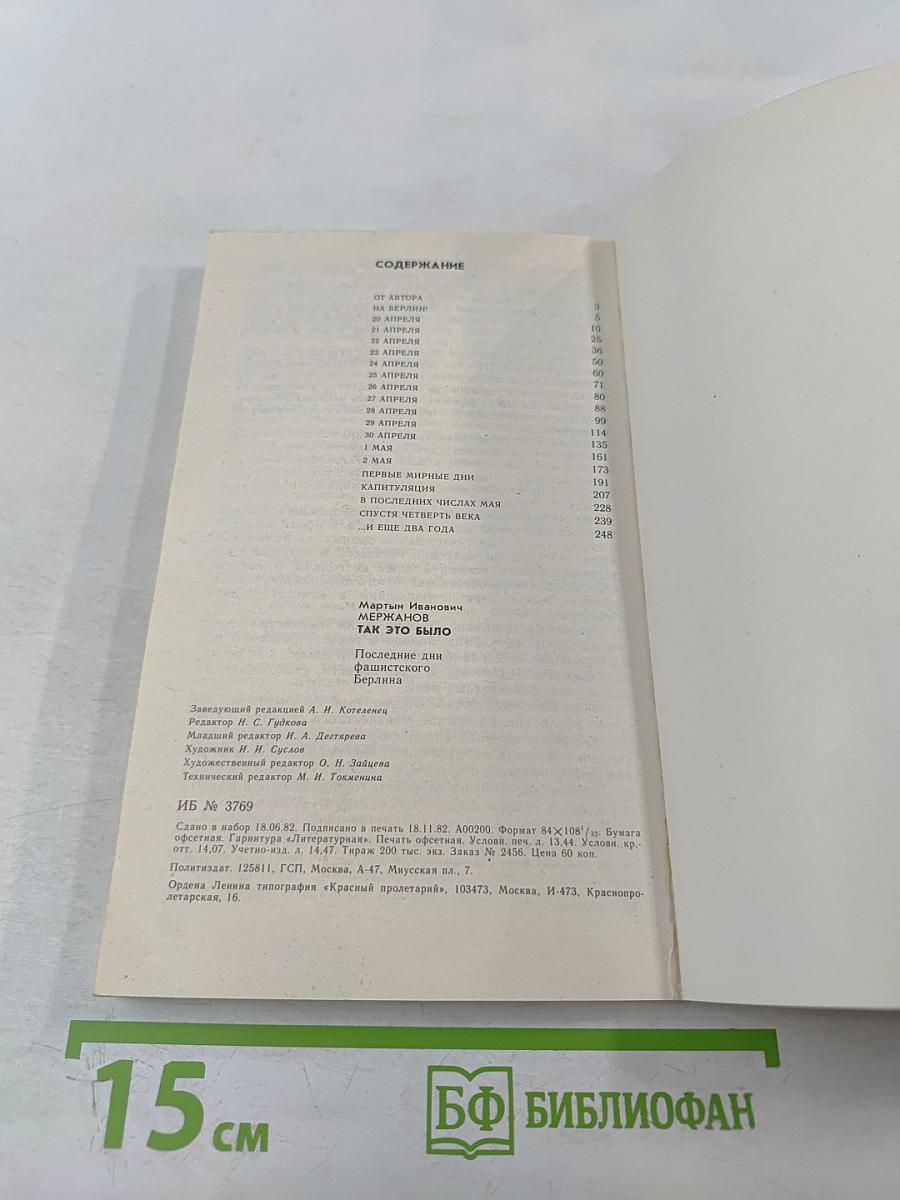 СОДЕРЖАНИЕ
ОТ АВТОРА 3
НА БЕРЛИН! 5
20 АПРЕЛЯ 10
21 АПРЕЛЯ 25
22 АПРЕЛЯ 36
23 АПРЕЛЯ 50
24 АПРЕЛЯ 60
25 АПРЕЛЯ 71
26 АПРЕЛЯ 80
27 АПРЕЛЯ 88
28 АПРЕЛЯ 99
29 АПРЕЛЯ 114
30 АПРЕЛЯ 135
1 МАЯ 161
2 МАЯ 173
ПЕРВЫЕ МИРНЫЕ ДНИ 191
КАПИТУЛЯЦИЯ 207
В ПОСЛЕДНИХ ЧИСЛАХ МАЯ 228
СПУСТЯ ЧЕТВЕРТЬ ВЕКА 239
...И ЕЩЕ ДВА ГОДА 248
Мартын Иванович
МЕРЖАНОВ
ТАК ЭТО БЫЛО
Последние дни
фашистского
Берлина
Заведующий редакцией А. И. Котеленец
Редактор Н. С. Гудкова
Младший редактор И. А. Дегтярева
Художник И. И. Суслов
Художественный редактор О. Н. Зайцева
Технический редактор М. И. Токменина
ИБ № 3769
Сдано в набор 18.06.82. Подписано в печать 18.11.82. А00200. Формат 84×108¹/₃₂. Бумага
офсетная. Гарнитура «Литературная». Печать офсетная. Условн. печ. л. 13,44. Условн. кр.-
отт. 14,07. Учетно-изд. л. 14,47. Тираж 200 тыс. экз. Заказ № 2456. Цена 60 коп.
Политиздат. 125811, ГСП, Москва, А-47, Миусская пл., 7.
Ордена Ленина типография «Красный пролетарий», 103473, Москва, И-473, Краснопро-
летарская, 16.
15 см
БФ БИБЛИОФАН